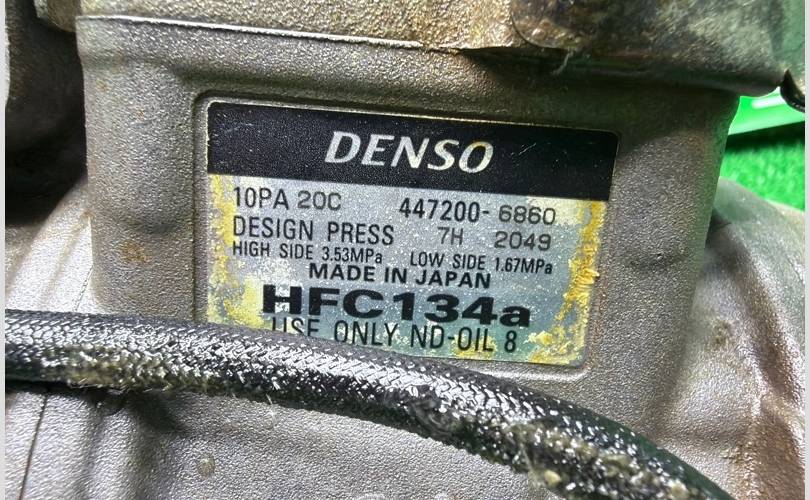 DENSO
10PA 20C 447200-6860
DESIGN PRESS 7H 2049
HIGH SIDE 3.53MPa LOW SIDE 1.67MPa
MADE IN JAPAN
HFC134a
USE ONLY ND-OIL 8